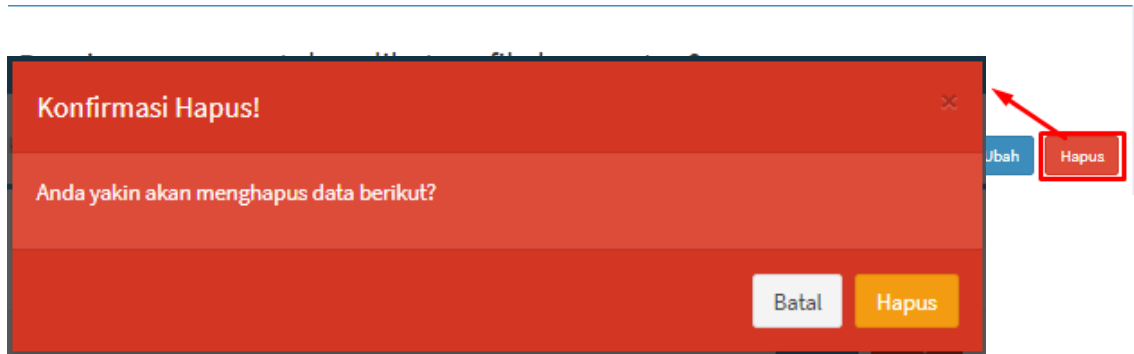 Konfirmasi Hapus!
×
Ubah Hapus
Anda yakin akan menghapus data berikut?
Batal Hapus